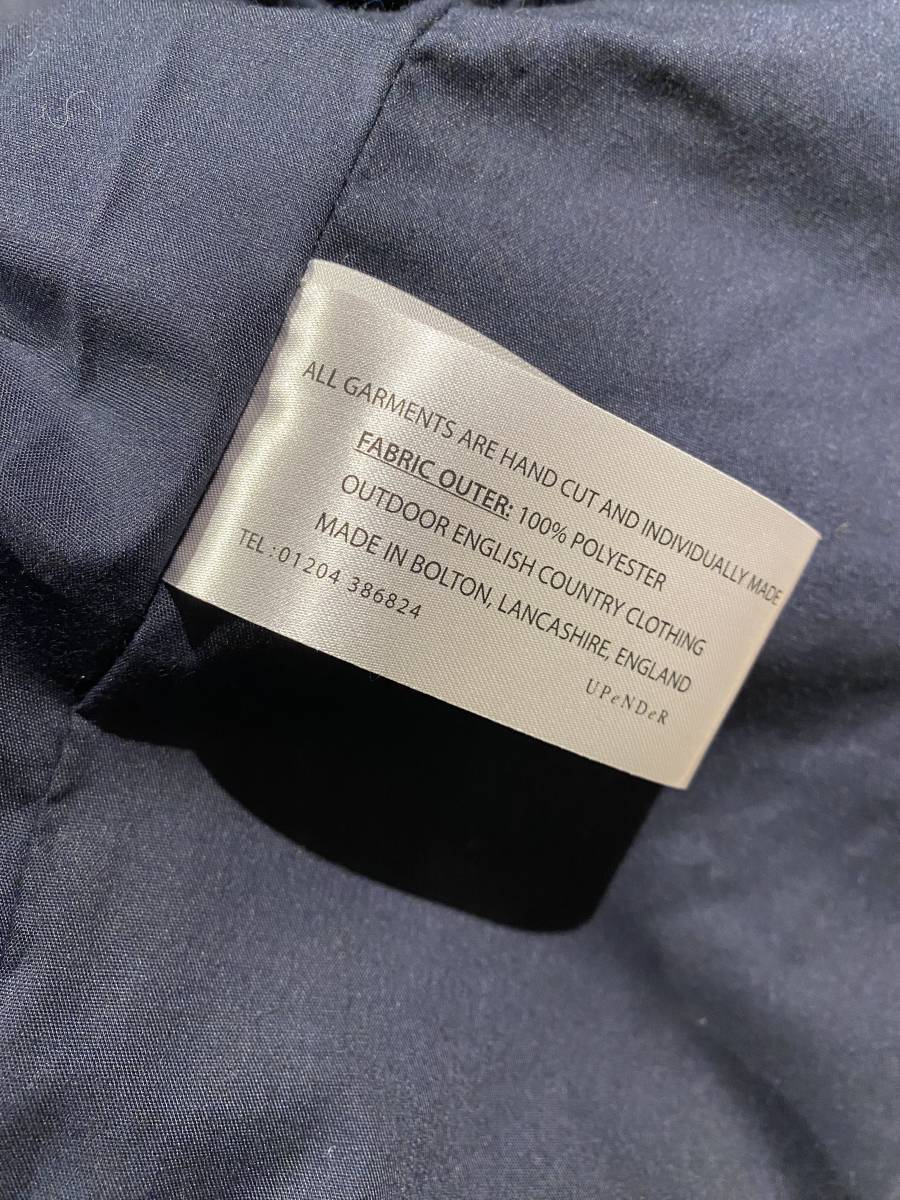 ALL GARMENTS ARE HAND CUT AND INDIVIDUALLY MADE
FABRIC OUTER: 100% POLYESTER
OUTDOOR ENGLISH COUNTRY CLOTHING
MADE IN BOLTON, LANCASHIRE, ENGLAND
TEL : 01204 386824
UPeNDeR